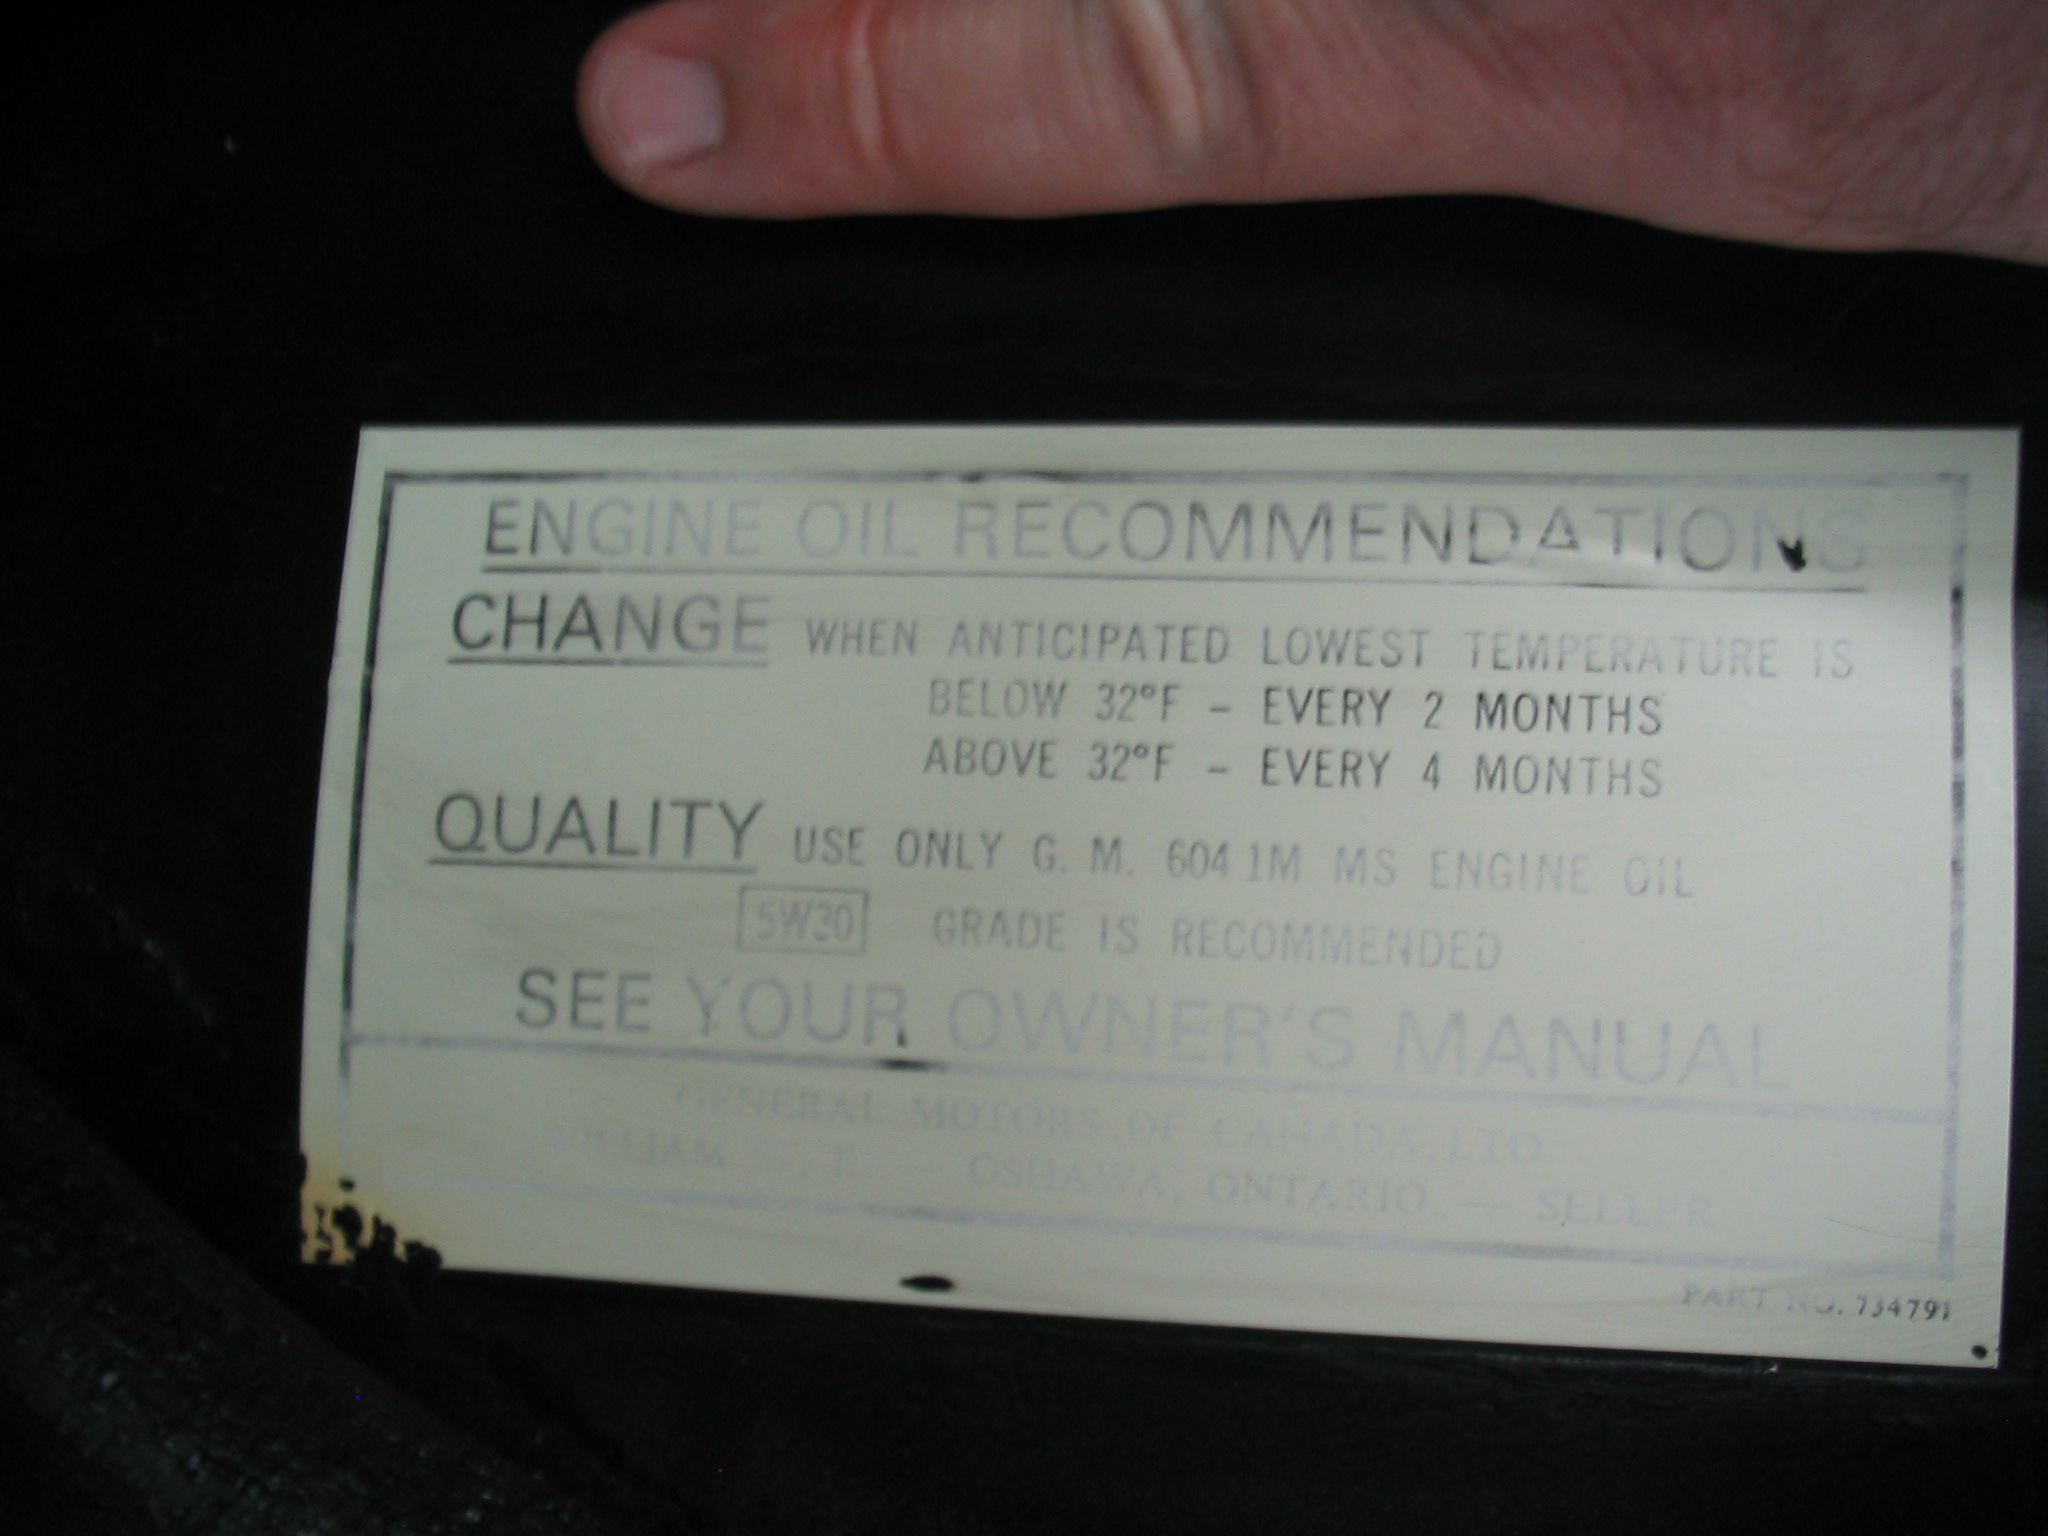 ENGINE OIL RECOMMENDATIONS
CHANGE WHEN ANTICIPATED LOWEST TEMPERATURE IS
BELOW 32°F - EVERY 2 MONTHS
ABOVE 32°F - EVERY 4 MONTHS
QUALITY USE ONLY G. M. 6041M MS ENGINE OIL
GRADE IS RECOMMENDED
SEE YOUR OWNER'S MANUAL
GENERAL MOTORS OF CANADA, LTD.
WILLIAM — OSHAWA, ONTARIO — SELLER
PART NO. 734791